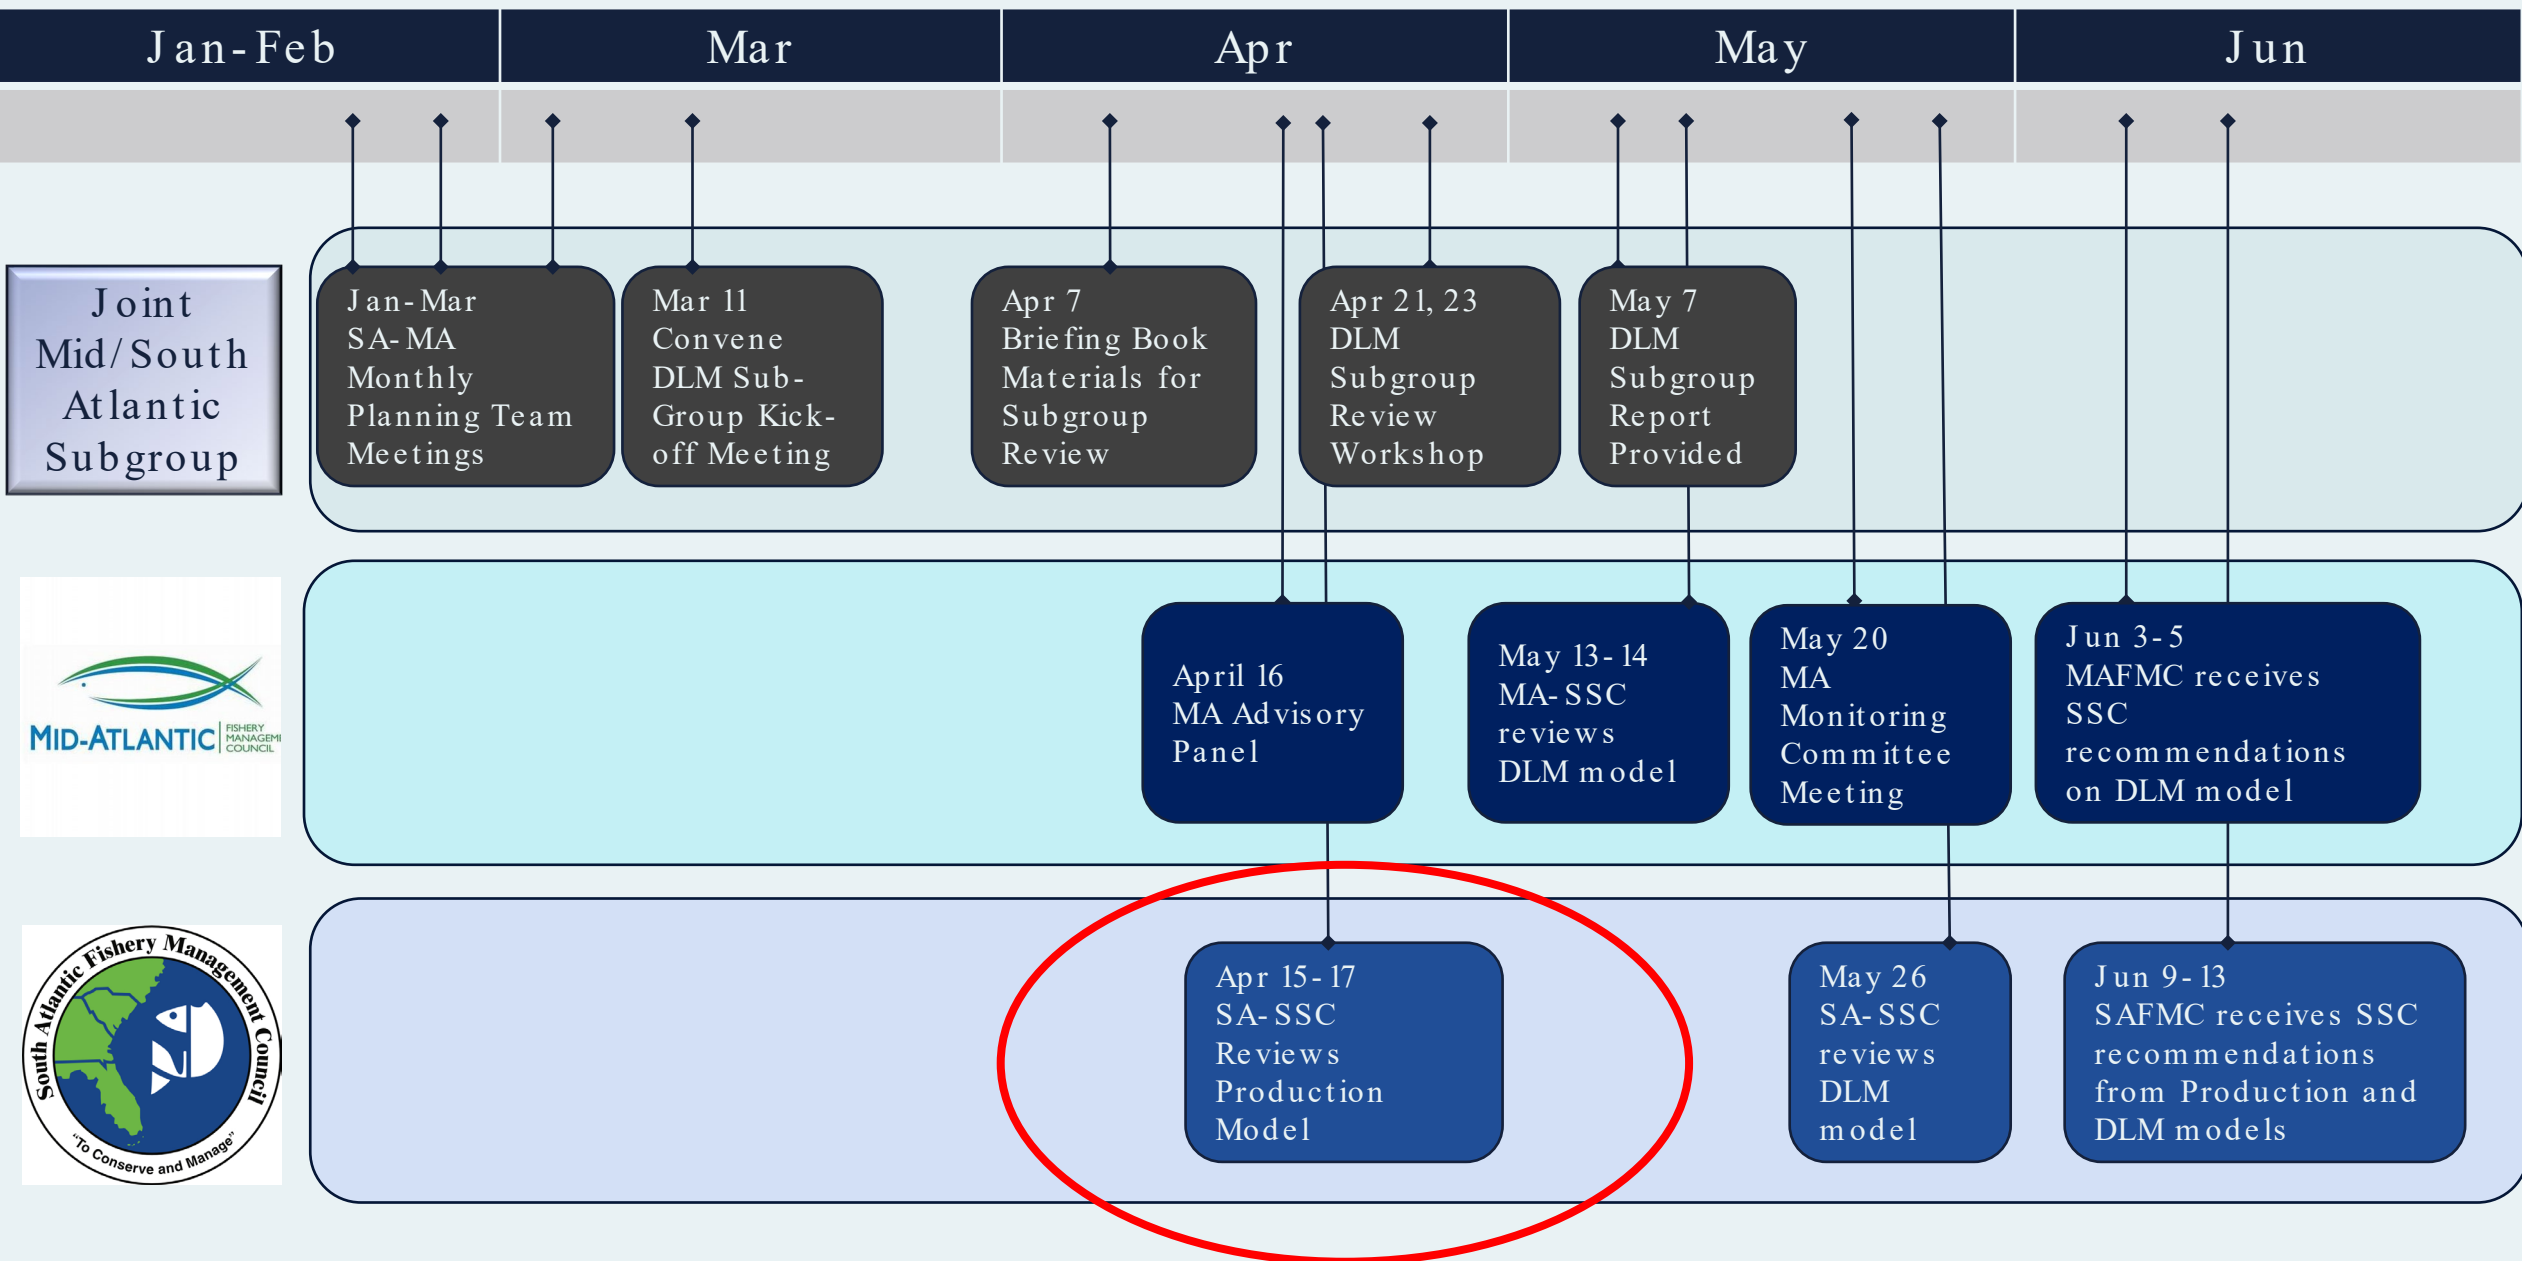 Jan-Feb
Mar
Apr
May
Jun
Joint
Mid/South
Atlantic
Subgroup
Jan-Mar
SA-MA
Monthly
Planning Team
Meetings
Mar 11
Convene
DLM Sub-
Group Kick-
off Meeting
Apr 7
Briefing Book
Materials for
Subgroup
Review
Apr 21, 23
DLM
Subgroup
Review
Workshop
May 7
DLM
Subgroup
Report
Provided
MID-ATLANTIC
FISHERY
MANAGEME
COUNCIL
April 16
MA Advisory
Panel
May 13-14
MA-SSC
reviews
DLM model
May 20
MA
Monitoring
Committee
Meeting
Jun 3-5
MAFMC receives
SSC
recommendations
on DLM model
South Atlantic Fishery Management Council
"To Conserve and Manage"
Apr 15-17
SA-SSC
Reviews
Production
Model
May 26
SA-SSC
reviews
DLM
model
Jun 9-13
SAFMC receives SSC
recommendations
from Production and
DLM models